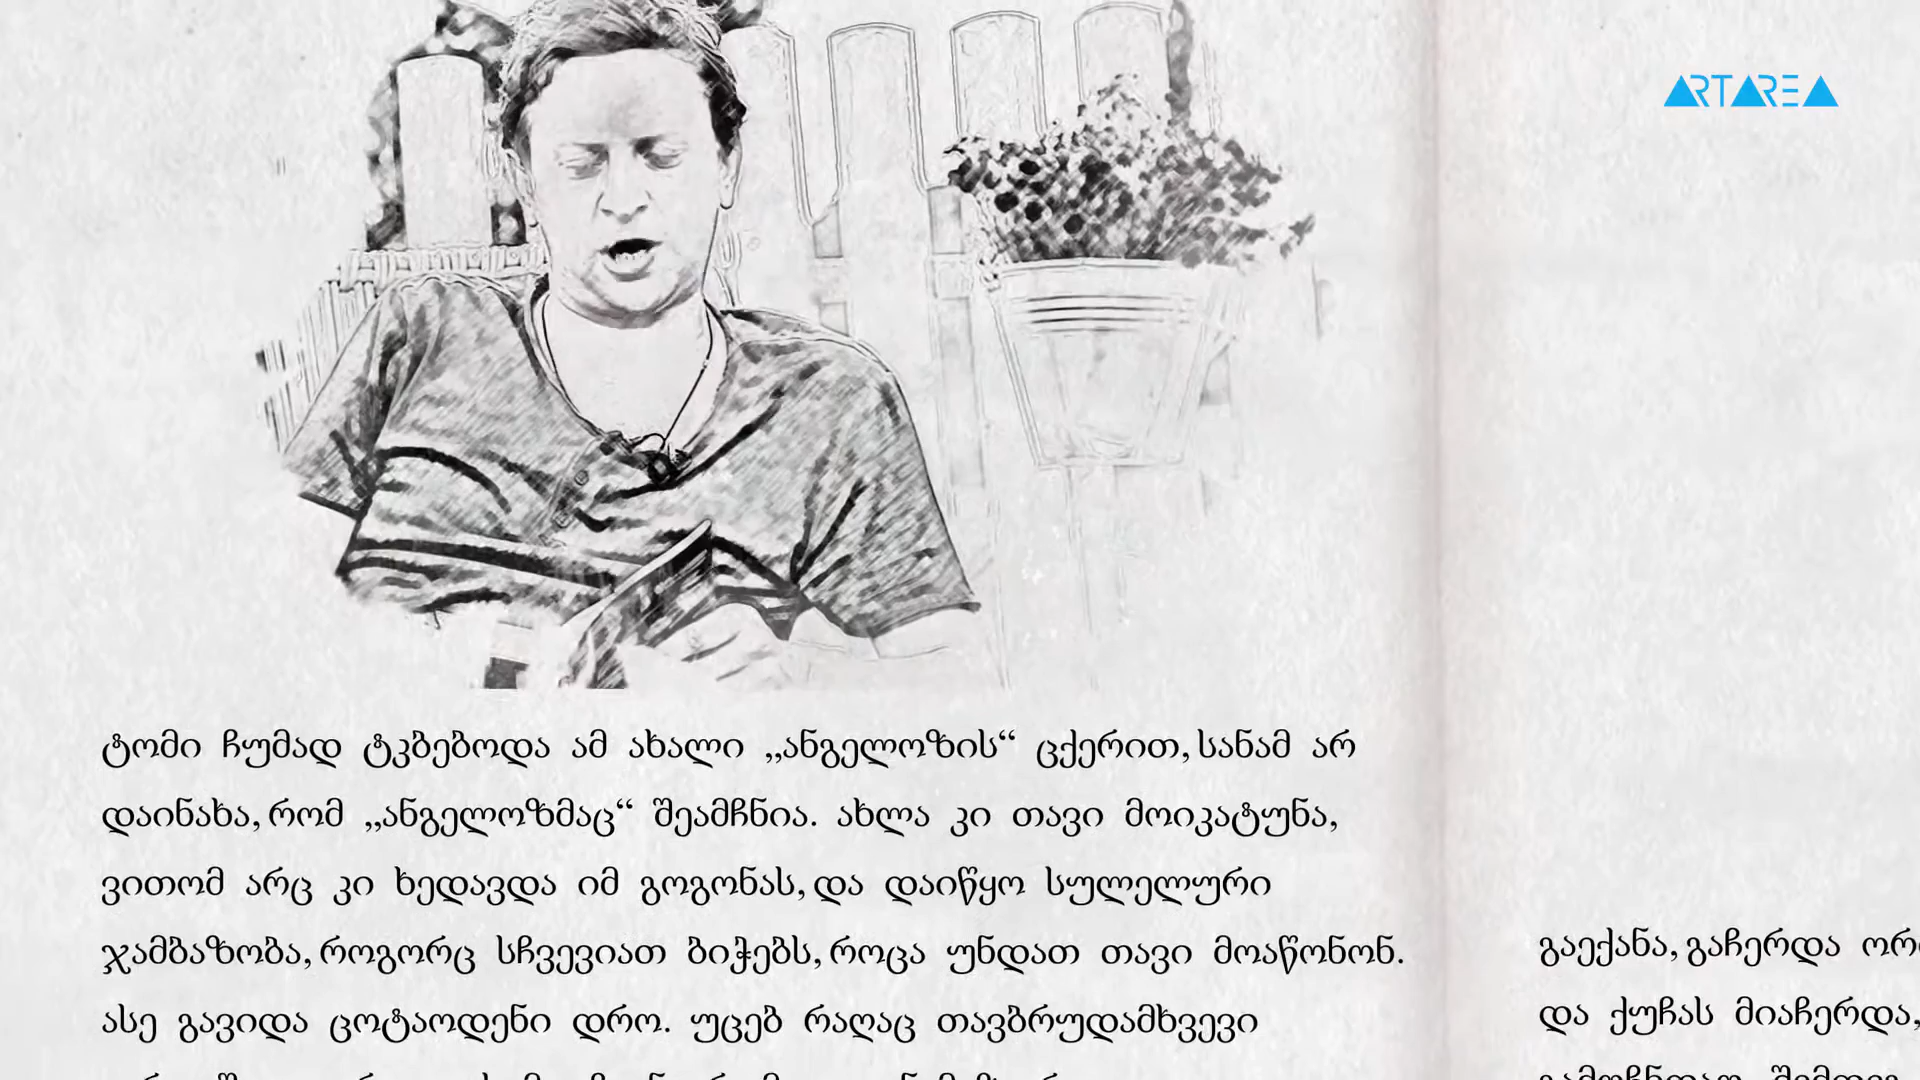 ARTAREA
ტომი ჩუმად ტკბებოდა ამ ახალი „ანგელოზის“ ცქერით, სანამ არ
დაინახა, რომ „ანგელოზმაც“ შეამჩნია. ახლა კი თავი მოიკატუნა,
ვითომ არც კი ხედავდა იმ გოგონას, და დაიწყო სულელური
ჯამბაზობა, როგორც სჩვევიათ ბიჭებს, როცა უნდათ თავი მოაწონონ.
ასე გავიდა ცოტაოდენი დრო. უცებ რაღაც თავბრუდამხვევი
გაექანა, გაჩერდა
და ქუჩას მიაჩერდა,